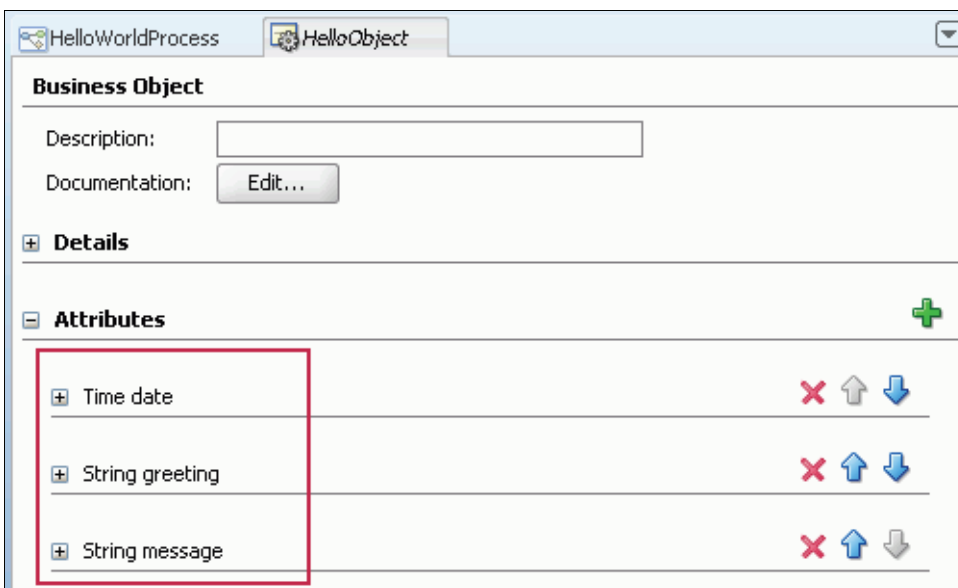 HelloWorldProcess HelloObject
Business Object
Description:
Documentation: Edit...
Details
Attributes
Time date
String greeting
String message